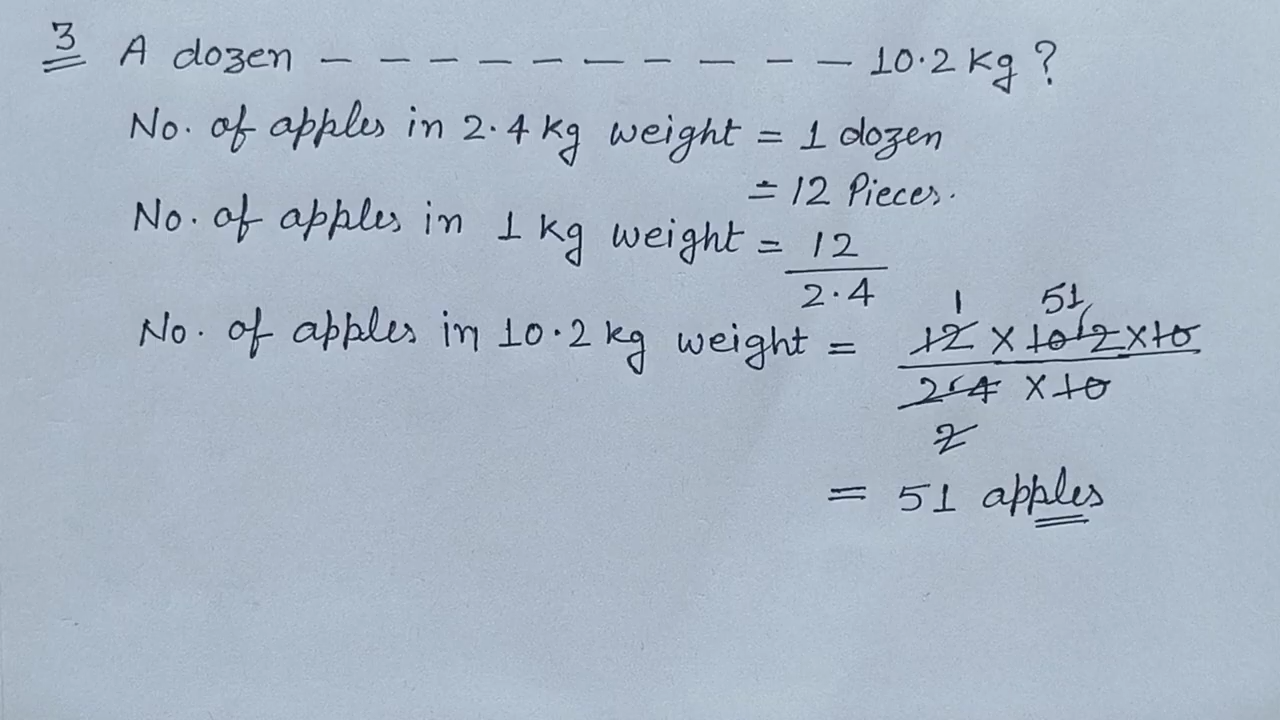 3 A dozen - - - - - - - - - - - - 10.2 kg ?
No. of apples in 2.4 kg weight = 1 dozen
= 12 Pieces.
No. of apples in 1 kg weight = 12
2.4
1 51
No. of apples in 10.2 kg weight = 12 x 10.2 x 10
2.4 x 10
2
= 51 apples